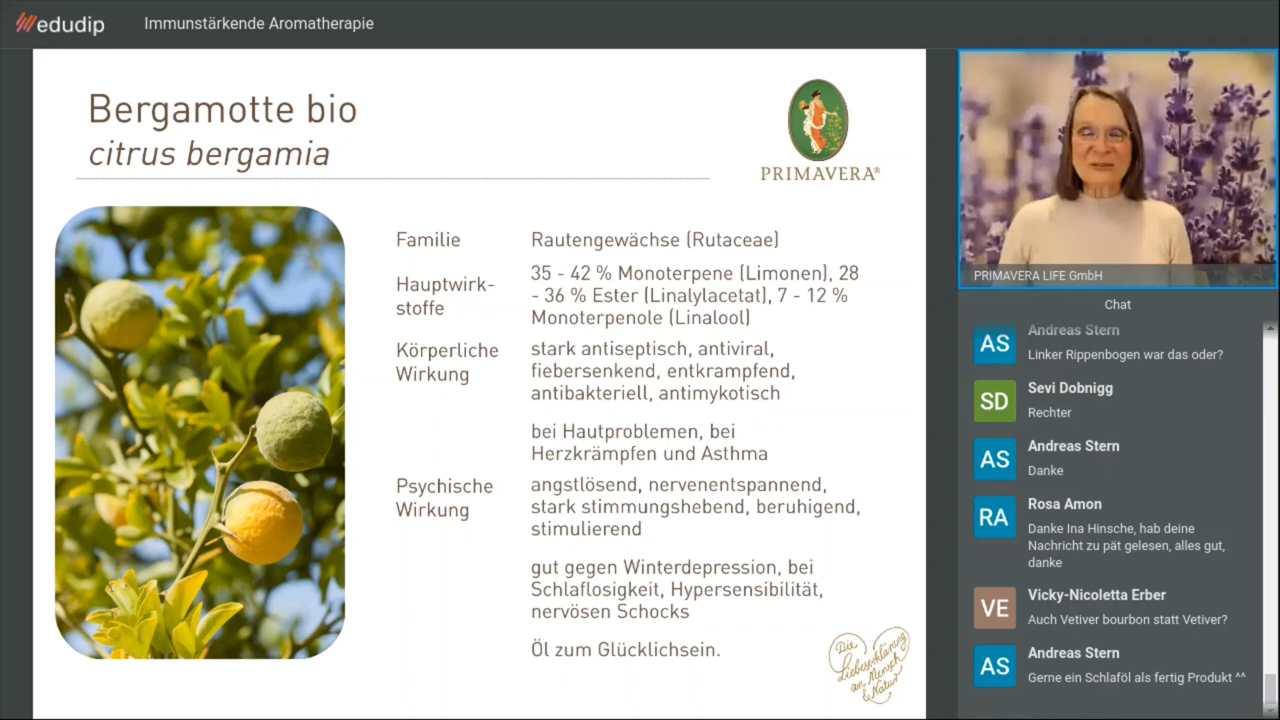 edudip
Immunstärkende Aromatherapie
Bergamotte bio
citrus bergamia
PRIMAVERA®
Familie
Rautengewächse (Rutaceae)
Hauptwirk-
stoffe
35 - 42 % Monoterpene (Limonen), 28
- 36 % Ester (Linalylacetat), 7 - 12 %
Monoterpenole (Linalool)
Körperliche
Wirkung
stark antiseptisch, antiviral,
fiebersenkend, entkrampfend,
antibakteriell, antimykotisch
bei Hautproblemen, bei
Herzkrämpfen und Asthma
Psychische
Wirkung
angstlösend, nervenentspannend,
stark stimmungshebend, beruhigend,
stimulierend
gut gegen Winterdepression, bei
Schlaflosigkeit, Hypersensibilität,
nervösen Schocks
Öl zum Glücklichsein.
Die
Liebeserklärung
an Mensch
& Natur
PRIMAVERA LIFE GmbH
Chat
Andreas Stern
AS
Linker Rippenbogen war das oder?
Sevi Dobnigg
SD
Rechter
Andreas Stern
AS
Danke
Rosa Amon
RA
Danke Ina Hinsche, hab deine
Nachricht zu pät gelesen, alles gut,
danke
Vicky-Nicoletta Erber
VE
Auch Vetiver bourbon statt Vetiver?
Andreas Stern
AS
Gerne ein Schlaföl als fertig Produkt ^^